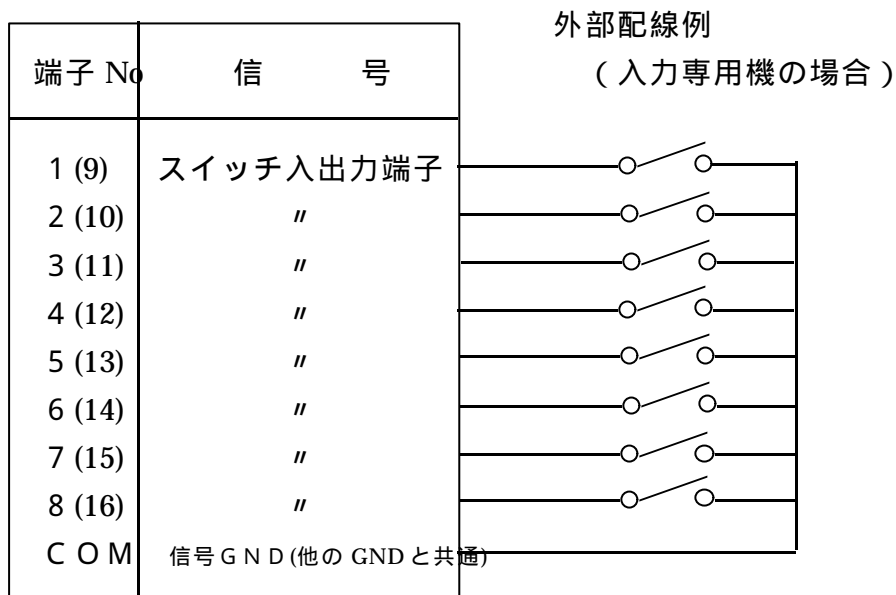 外部配線例
端子 No 信 号 (入力専用機の場合)
1 (9) スイッチ入出力端子
2 (10) 〃
3 (11) 〃
4 (12) 〃
5 (13) 〃
6 (14) 〃
7 (15) 〃
8 (16) 〃
COM 信号GND(他の GND と共通)